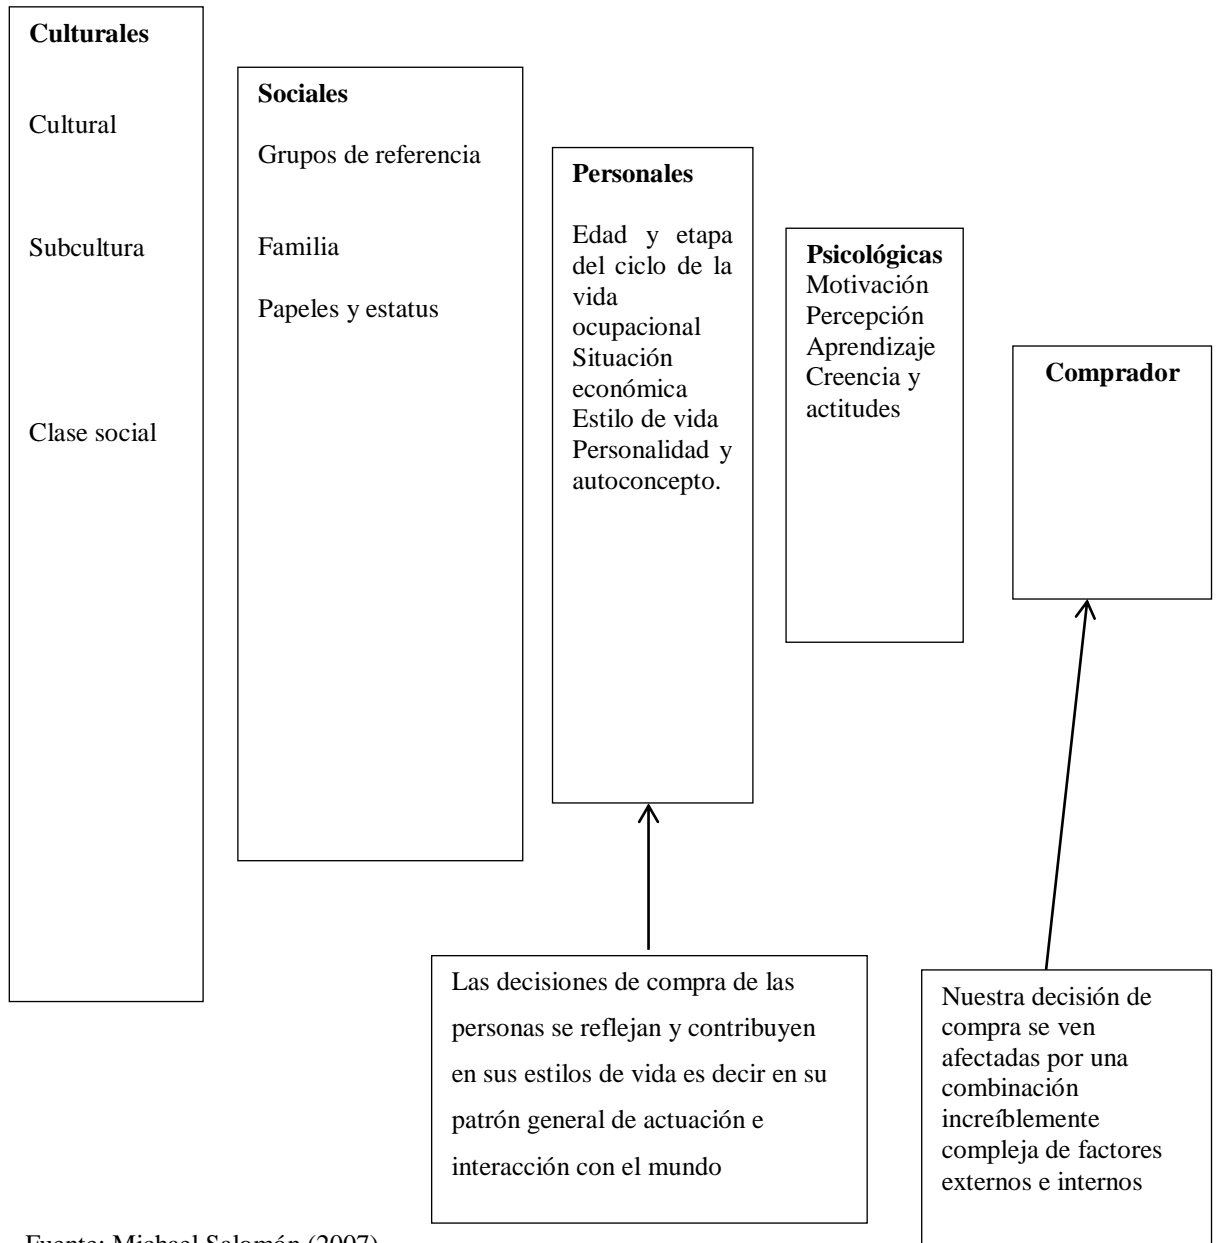 Culturales
Cultural
Subcultura
Clase social
Sociales
Grupos de referencia
Familia
Papeles y estatus
Personales
Edad y etapa
del ciclo de la
vida
ocupacional
Situación
económica
Estilo de vida
Personalidad y
autoconcepto.
Psicológicas
Motivación
Percepción
Aprendizaje
Creencia y
actitudes
Comprador
Las decisiones de compra de las
personas se reflejan y contribuyen
en sus estilos de vida es decir en su
patrón general de actuación e
interacción con el mundo
Nuestra decisión de
compra se ven
afectadas por una
combinación
increíblemente
compleja de factores
externos e internos
Fuente: Michael Salomón (2007)